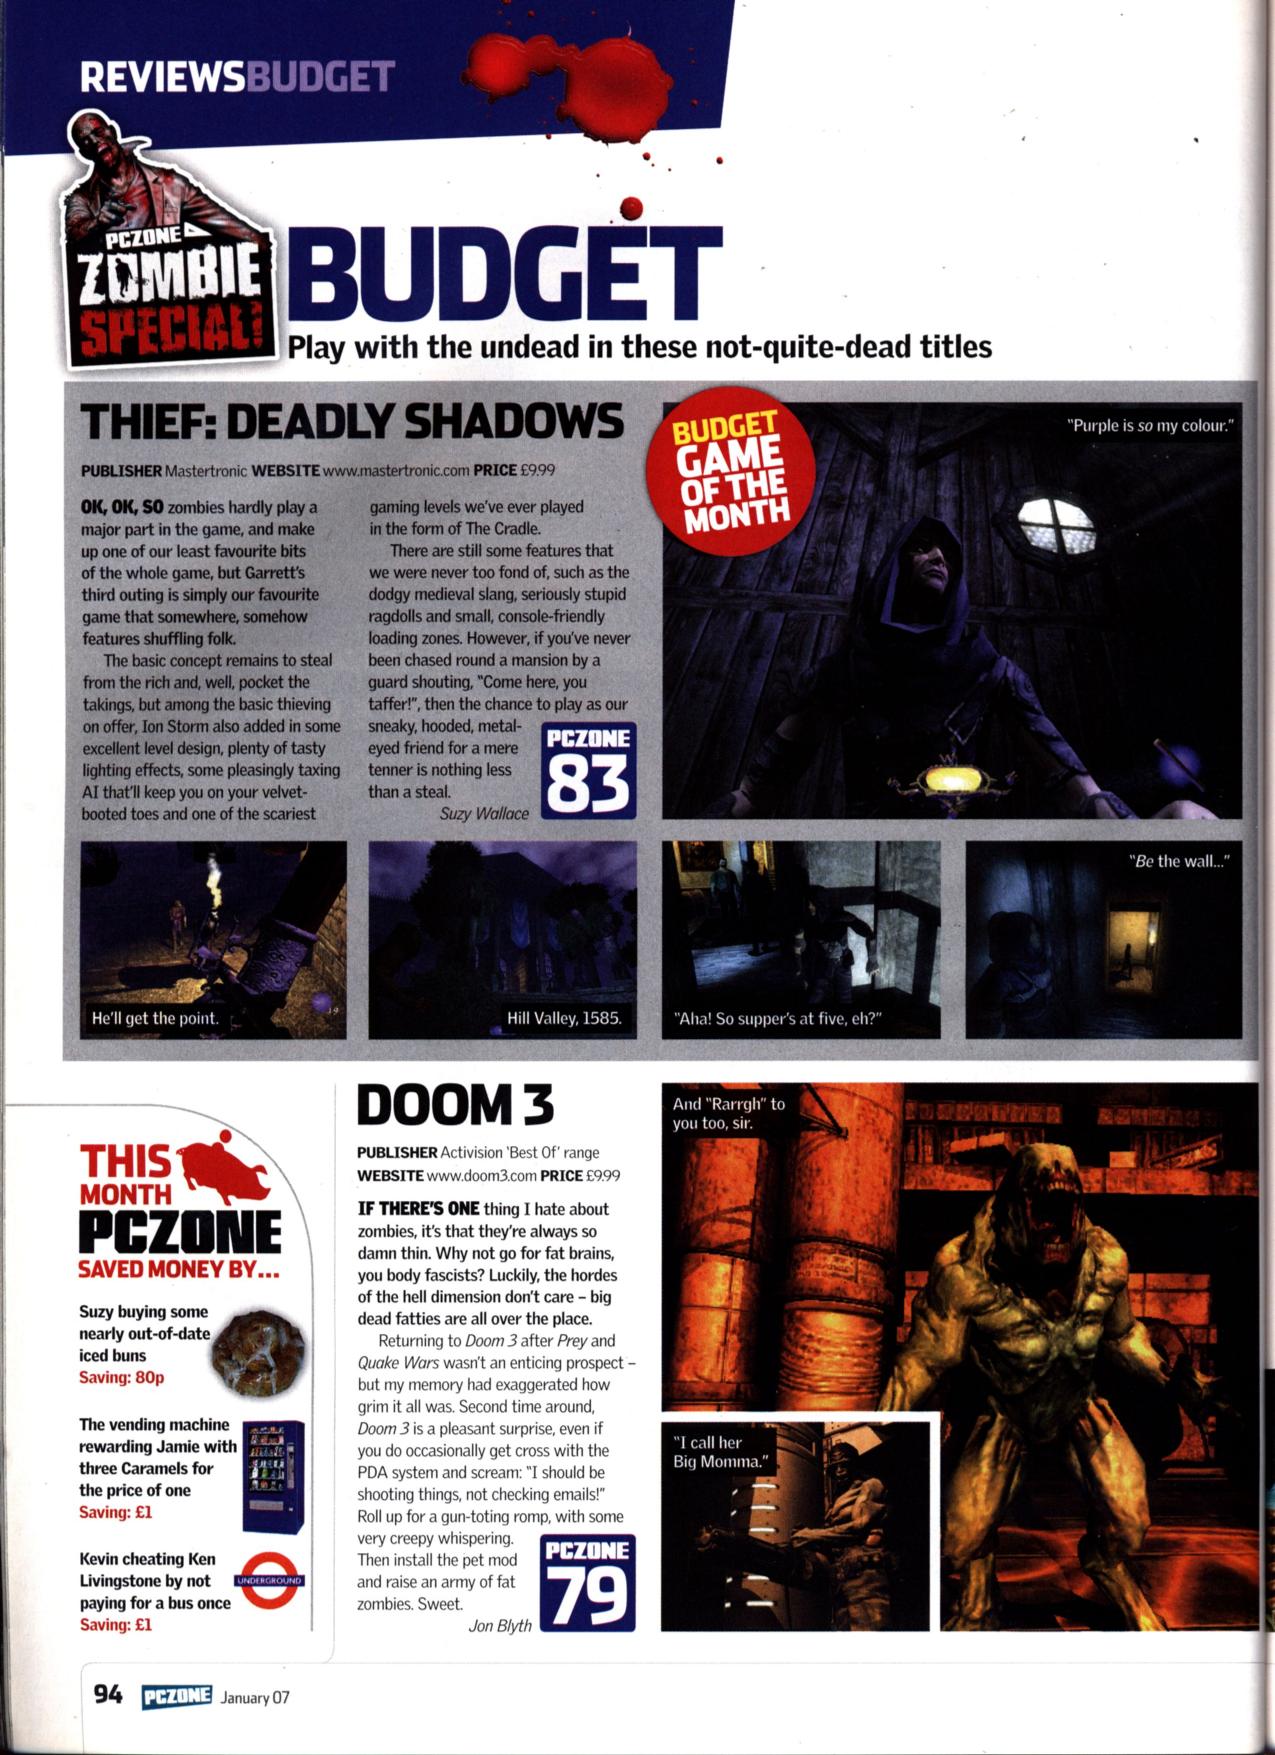 REVIEWSBUDGET
PCZONE
ZOMBIE
SPECIAL!
BUDGET
Play with the undead in these not-quite-dead titles
THIEF: DEADLY SHADOWS
PUBLISHER Mastertronic WEBSITE www.mastertronic.com PRICE £9.99
OK, OK, SO zombies hardly play a
major part in the game, and make
up one of our least favourite bits
of the whole game, but Garrett's
third outing is simply our favourite
game that somewhere, somehow
features shuffling folk.
The basic concept remains to steal
from the rich and, well, pocket the
takings, but among the basic thieving
on offer, Ion Storm also added in some
excellent level design, plenty of tasty
lighting effects, some pleasingly taxing
AI that'll keep you on your velvet-
booted toes and one of the scariest
gaming levels we've ever played
in the form of The Cradle.
There are still some features that
we were never too fond of, such as the
dodgy medieval slang, seriously stupid
ragdolls and small, console-friendly
loading zones. However, if you've never
been chased round a mansion by a
guard shouting, "Come here, you
taffer!", then the chance to play as our
sneaky, hooded, metal-
eyed friend for a mere
tenner is nothing less
than a steal.
Suzy Wallace
PCZONE
83
BUDGET
GAME
OF THE
MONTH
"Purple is so my colour."
He'll get the point.
19
Hill Valley, 1585.
"Aha! So supper's at five, eh?"
"Be the wall..."
THIS
MONTH
PCZONE
SAVED MONEY BY...
Suzy buying some
nearly out-of-date
iced buns
Saving: 80p
The vending machine
rewarding Jamie with
three Caramels for
the price of one
Saving: £1
Kevin cheating Ken
Livingstone by not
paying for a bus once
Saving: £1
UNDERGROUND
DOOM 3
PUBLISHER Activision 'Best Of' range
WEBSITE www.doom3.com PRICE £9.99
IF THERE'S ONE thing I hate about
zombies, it's that they're always so
damn thin. Why not go for fat brains,
you body fascists? Luckily, the hordes
of the hell dimension don't care – big
dead fatties are all over the place.
Returning to Doom 3 after Prey and
Quake Wars wasn't an enticing prospect –
but my memory had exaggerated how
grim it all was. Second time around,
Doom 3 is a pleasant surprise, even if
you do occasionally get cross with the
PDA system and scream: "I should be
shooting things, not checking emails!"
Roll up for a gun-toting romp, with some
very creepy whispering.
Then install the pet mod
and raise an army of fat
zombies. Sweet.
Jon Blyth
PCZONE
79
And "Rarrgh" to
you too, sir.
"I call her
Big Momma."
94 PCZONE January 07